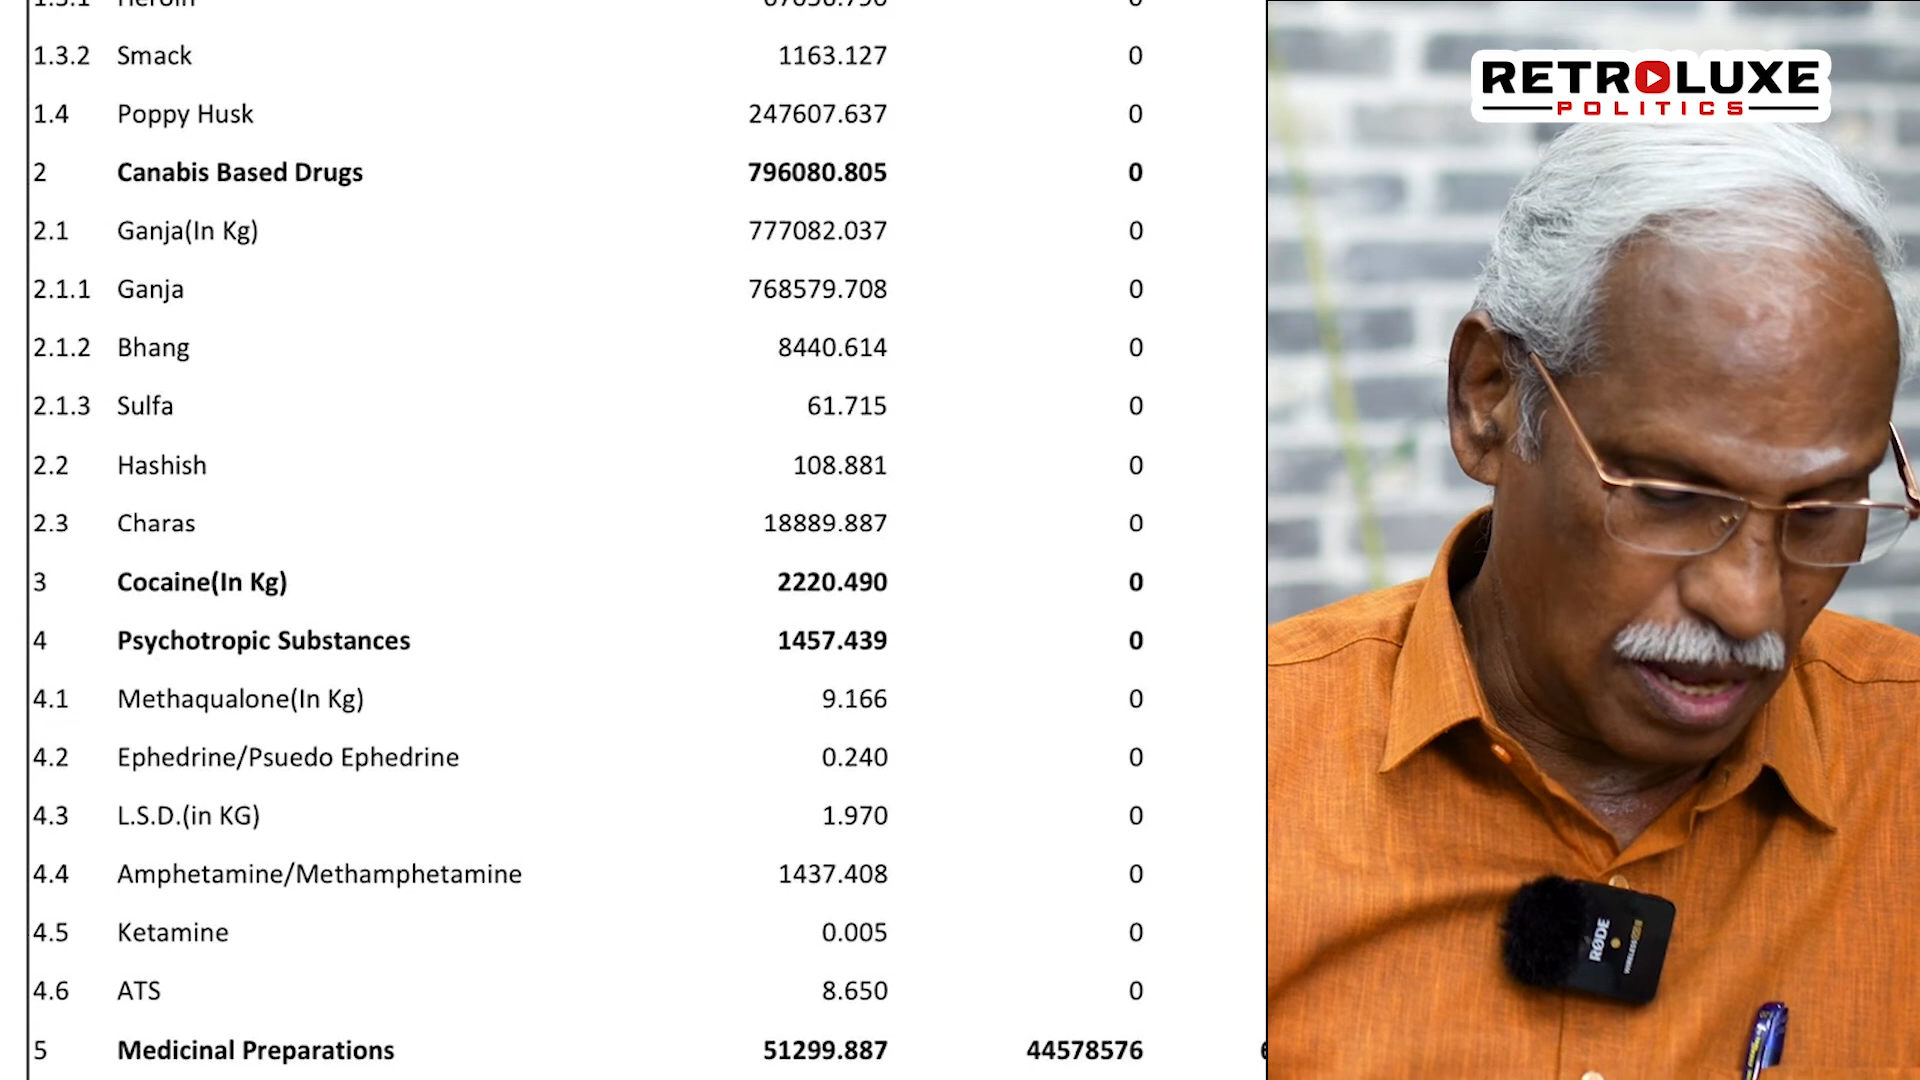 1.3.2 Smack 1163.127 0
1.4 Poppy Husk 247607.637 0
2 Canabis Based Drugs 796080.805 0
2.1 Ganja(In Kg) 777082.037 0
2.1.1 Ganja 768579.708 0
2.1.2 Bhang 8440.614 0
2.1.3 Sulfa 61.715 0
2.2 Hashish 108.881 0
2.3 Charas 18889.887 0
3 Cocaine(In Kg) 2220.490 0
4 Psychotropic Substances 1457.439 0
4.1 Methaqualone(In Kg) 9.166 0
4.2 Ephedrine/Psuedo Ephedrine 0.240 0
4.3 L.S.D.(in KG) 1.970 0
4.4 Amphetamine/Methamphetamine 1437.408 0
4.5 Ketamine 0.005 0
4.6 ATS 8.650 0
5 Medicinal Preparations 51299.887 44578576
RETROLUXE
POLITICS
RØDE